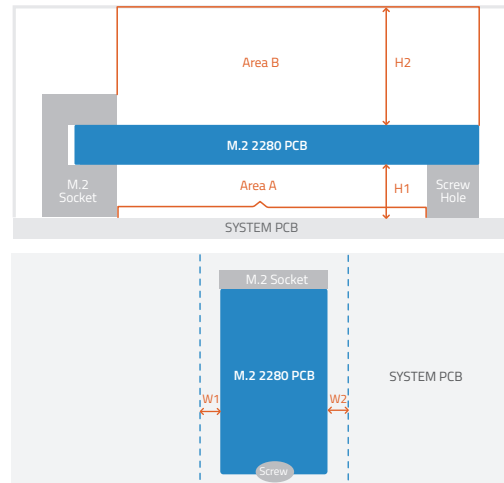 Area B
H2
M.2 2280 PCB
M.2
Socket
Area A
H1
Screw
Hole
SYSTEM PCB
M.2 Socket
M.2 2280 PCB
SYSTEM PCB
W1
W2
Screw